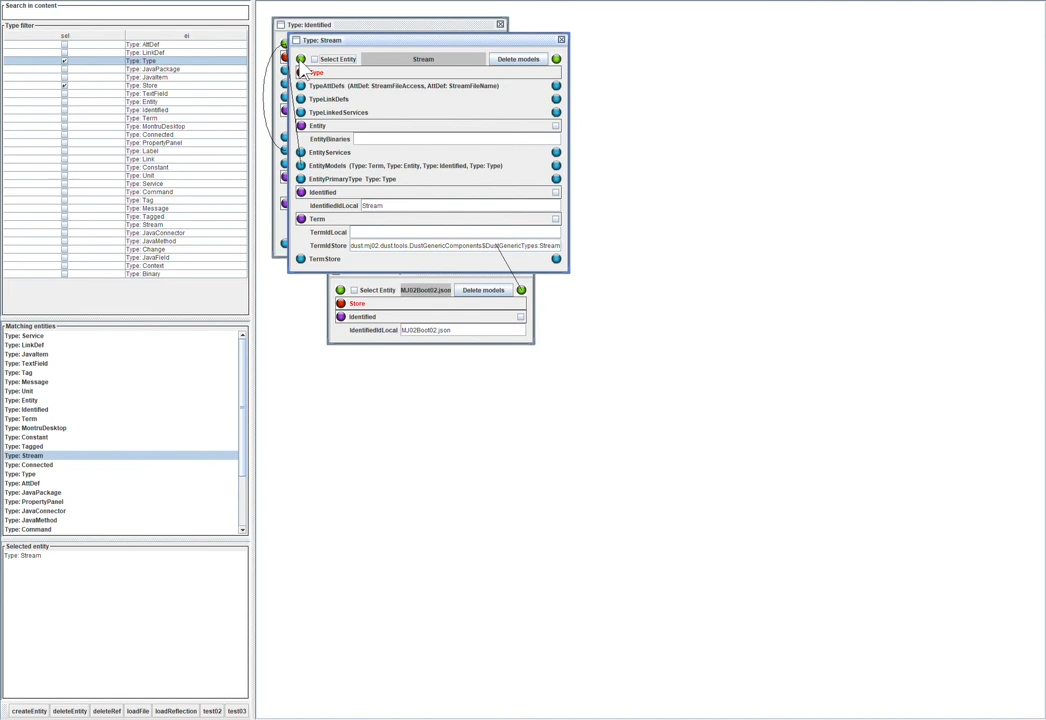 Search in content
Type filter
sel ei
Type: AttDef
Type: LinkDef
Type: Type
Type: JavaPackage
Type: JavaItem
Type: Store
Type: TextField
Type: Entity
Type: Identified
Type: Term
Type: MontruDesktop
Type: Connected
Type: PropertyPanel
Type: Label
Type: Link
Type: Constant
Type: Unit
Type: Service
Type: Command
Type: Tag
Type: Message
Type: Tagged
Type: Stream
Type: JavaConnector
Type: JavaMethod
Type: Change
Type: JavaField
Type: Context
Type: Binary
Matching entities
Type: Service
Type: LinkDef
Type: JavaItem
Type: TextField
Type: Tag
Type: Message
Type: Unit
Type: Entity
Type: Identified
Type: Term
Type: MontruDesktop
Type: Constant
Type: Tagged
Type: Stream
Type: Connected
Type: Type
Type: AttDef
Type: JavaPackage
Type: PropertyPanel
Type: JavaConnector
Type: JavaMethod
Type: Command
Selected entity
Type: Stream
createEntity deleteEntity deleteRef loadFile loadReflection test02 test03
Type: Identified
Type: Stream
Select Entity Stream Delete models
Type
TypeAttDefs (AttDef: StreamFileAccess, AttDef: StreamFileName)
TypeLinkDefs
TypeLinkedServices
Entity
EntityBinaries
EntityServices
EntityModels (Type: Term, Type: Entity, Type: Identified, Type: Type)
EntityPrimaryType Type: Type
Identified
IdentifiedIdLocal Stream
Term
TermIdLocal
TermIdStore dust.mj02.dust.tools.DustGenericComponents$DustGenericTypes:Stream
TermStore
Select Entity MJ02Boot02.json Delete models
Store
Identified
IdentifiedIdLocal MJ02Boot02.json